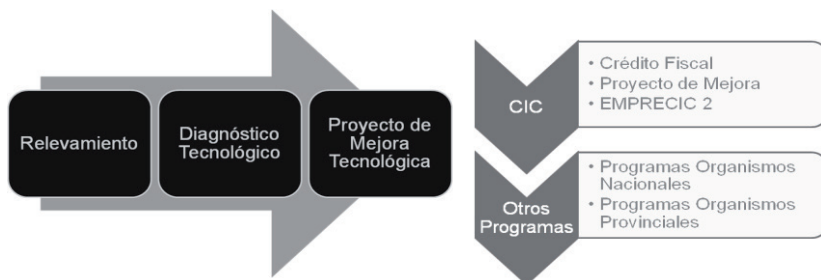 Relevamiento
Diagnóstico
Tecnológico
Proyecto de
Mejora
Tecnológica
CIC
• Crédito Fiscal
• Proyecto de Mejora
• EMPRECIC 2
Otros
Programas
• Programas Organismos
Nacionales
• Programas Organismos
Provinciales